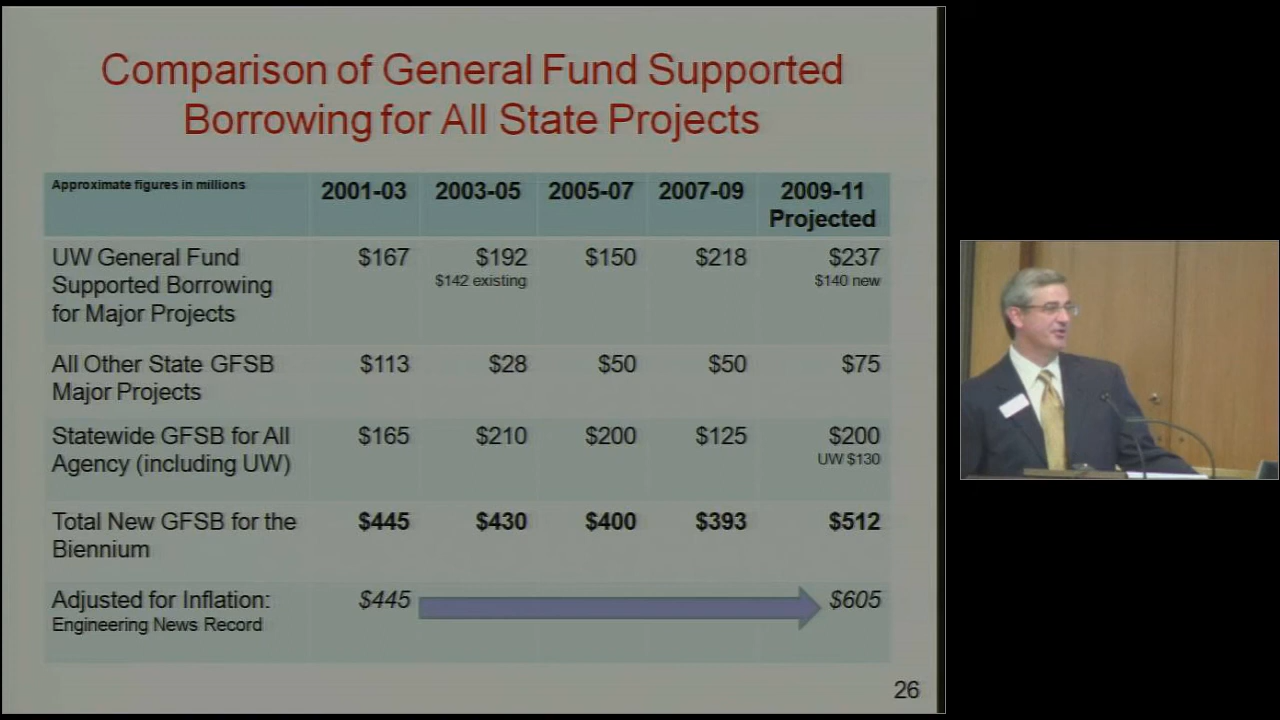 Comparison of General Fund Supported
Borrowing for All State Projects
Approximate figures in millions 2001-03 2003-05 2005-07 2007-09 2009-11
Projected
UW General Fund $167 $192 $150 $218 $237
Supported Borrowing $142 existing $140 new
for Major Projects
All Other State GFSB $113 $28 $50 $50 $75
Major Projects
Statewide GFSB for All $165 $210 $200 $125 $200
Agency (including UW) UW $130
Total New GFSB for the $445 $430 $400 $393 $512
Biennium
Adjusted for Inflation: $445 $605
Engineering News Record
26